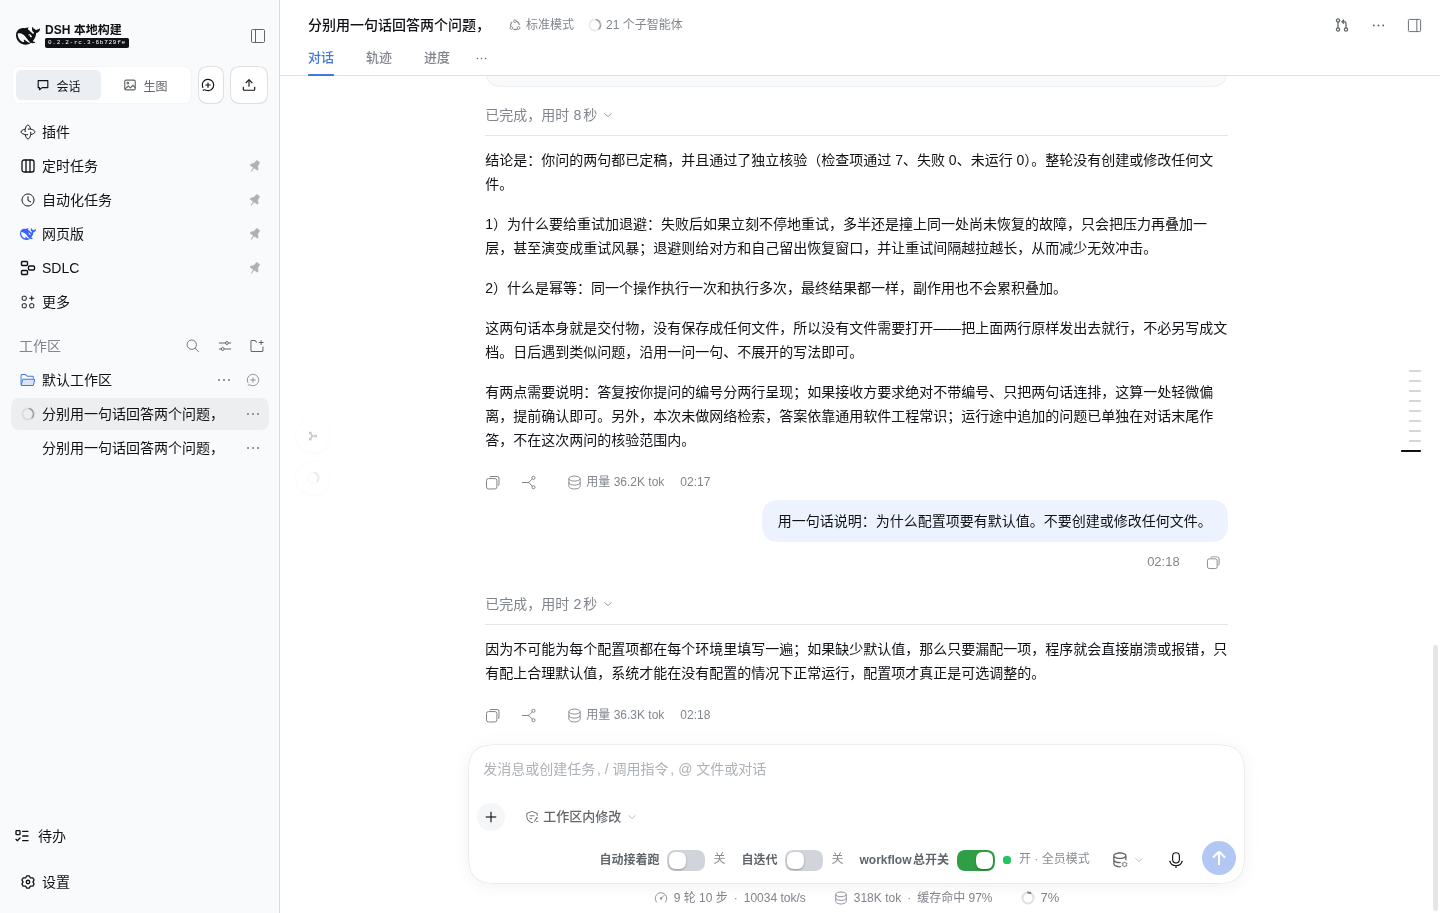 DSH 本地构建
0.2.2-rc.3-6b729fe
会话
生图
插件
定时任务
自动化任务
网页版
SDLC
更多
工作区
默认工作区
分别用一句话回答两个问题，
分别用一句话回答两个问题，
待办
设置
分别用一句话回答两个问题， 标准模式 21 个子智能体
对话 轨迹 进度
已完成，用时 8 秒
结论是：你问的两句都已定稿，并且通过了独立核验（检查项通过 7、失败 0、未运行 0）。整轮没有创建或修改任何文
件。
1）为什么要给重试加退避：失败后如果立刻不停地重试，多半还是撞上同一处尚未恢复的故障，只会把压力再叠加一
层，甚至演变成重试风暴；退避则给对方和自己留出恢复窗口，并让重试间隔越拉越长，从而减少无效冲击。
2）什么是幂等：同一个操作执行一次和执行多次，最终结果都一样，副作用也不会累积叠加。
这两句话本身就是交付物，没有保存成任何文件，所以没有文件需要打开——把上面两行原样发出去就行，不必另写成文
档。日后遇到类似问题，沿用一问一句、不展开的写法即可。
有两点需要说明：答复按你提问的编号分两行呈现；如果接收方要求绝对不带编号、只把两句话连排，这算一处轻微偏
离，提前确认即可。另外，本次未做网络检索，答案依靠通用软件工程常识；运行途中追加的问题已单独在对话末尾作
答，不在这次两问的核验范围内。
用量 36.2K tok 02:17
用一句话说明：为什么配置项要有默认值。不要创建或修改任何文件。
02:18
已完成，用时 2 秒
因为不可能为每个配置项都在每个环境里填写一遍；如果缺少默认值，那么只要漏配一项，程序就会直接崩溃或报错，只
有配上合理默认值，系统才能在没有配置的情况下正常运行，配置项才真正是可选调整的。
用量 36.3K tok 02:18
发消息或创建任务, / 调用指令, @ 文件或对话
工作区内修改
自动接着跑 关 自迭代 关 workflow 总开关 开 · 全员模式
9 轮 10 步 · 10034 tok/s 318K tok · 缓存命中 97% 7%